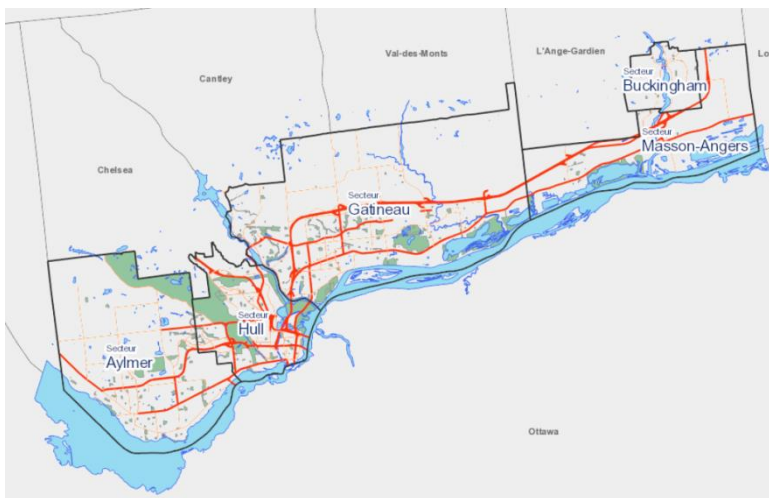 Val-des-Monts
L'Ange-Gardien
Lo
Cantley
Secteur
Buckingham
Secteur
Masson-Angers
Chelsea
Secteur
Gatineau
Secteur
Hull
Secteur
Aylmer
Ottawa